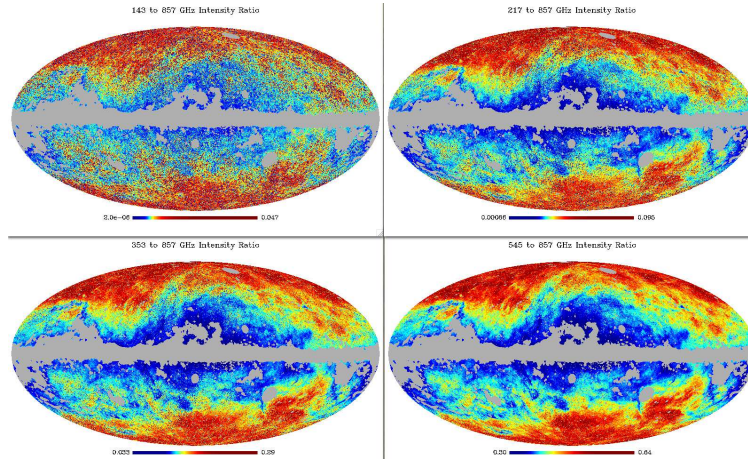 143 to 857 GHz Intensity Ratio
217 to 857 GHz Intensity Ratio
2.0e-06 0.047
0.00066 0.095
353 to 857 GHz Intensity Ratio
545 to 857 GHz Intensity Ratio
0.033 0.29
0.30 0.64